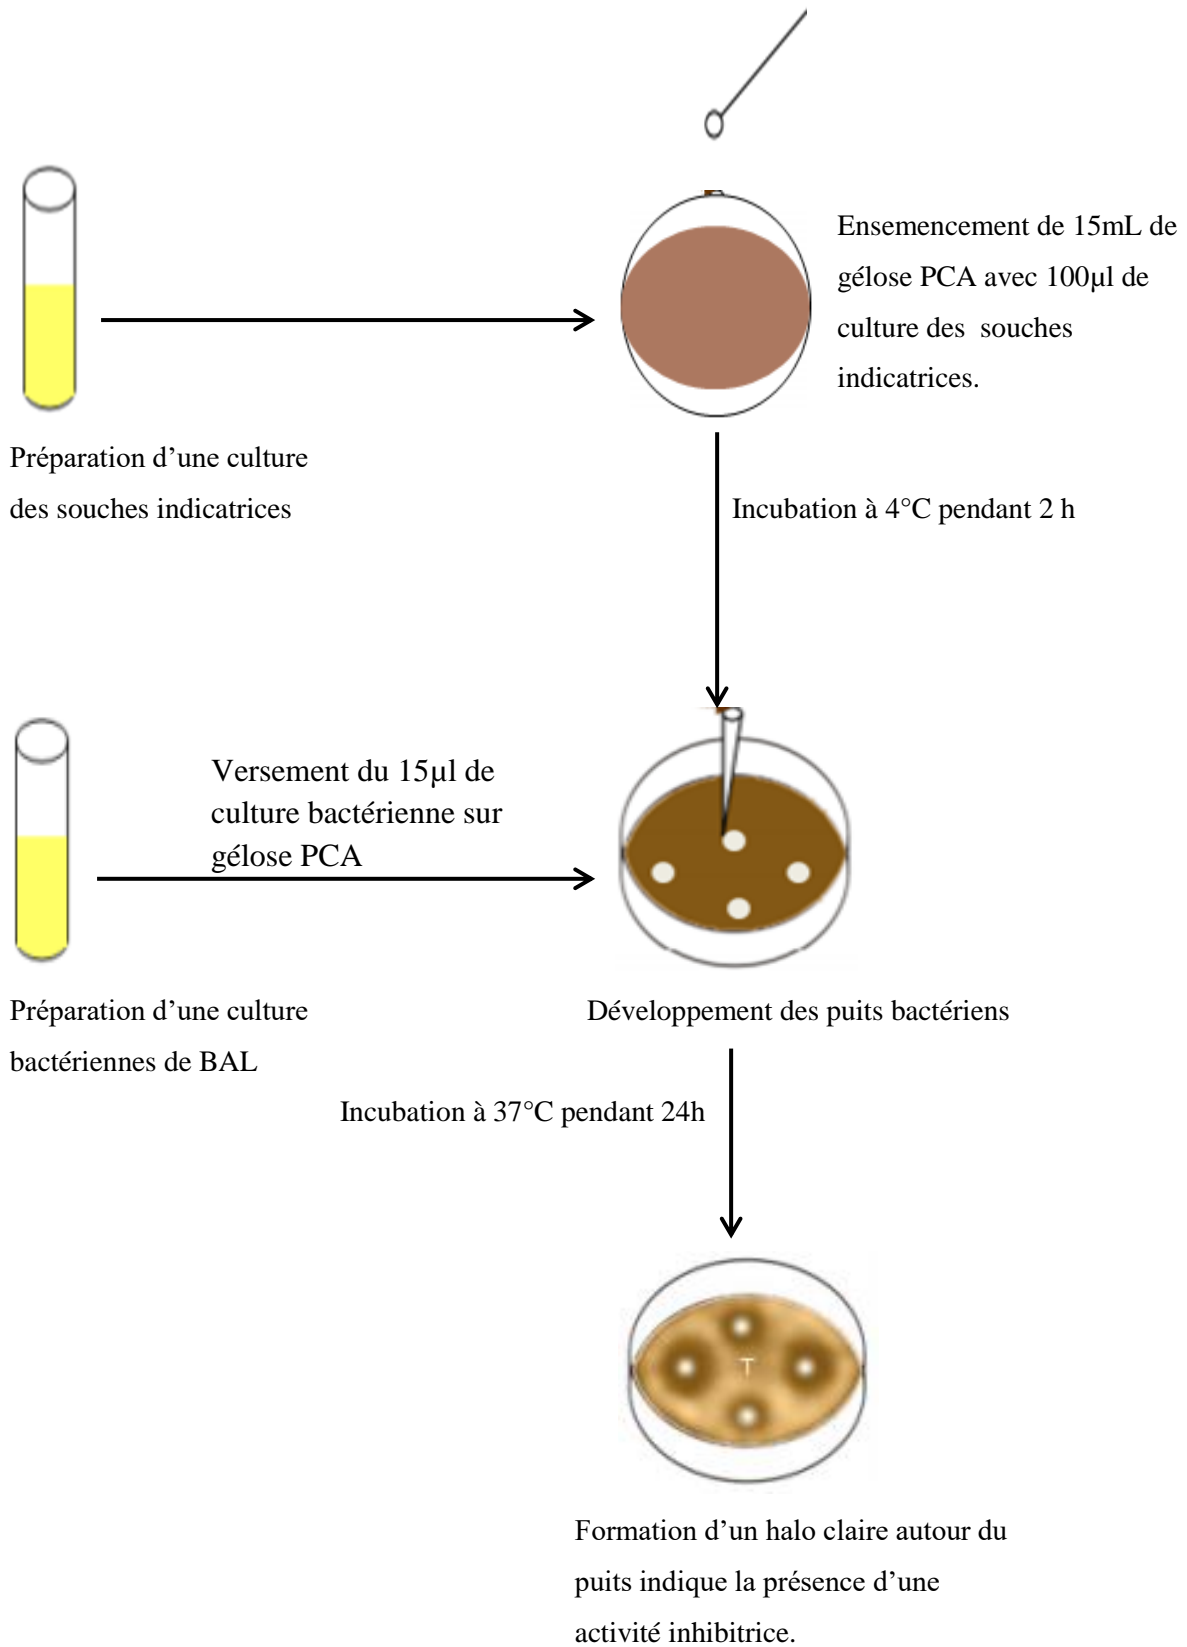 Ensemencement de 15mL de
gélose PCA avec 100µl de
culture des souches
indicatrices.
Préparation d’une culture
des souches indicatrices
Incubation à 4°C pendant 2 h
Versement du 15µl de
culture bactérienne sur
gélose PCA
Préparation d’une culture
bactériennes de BAL
Développement des puits bactériens
Incubation à 37°C pendant 24h
T
Formation d’un halo claire autour du
puits indique la présence d’une
activité inhibitrice.